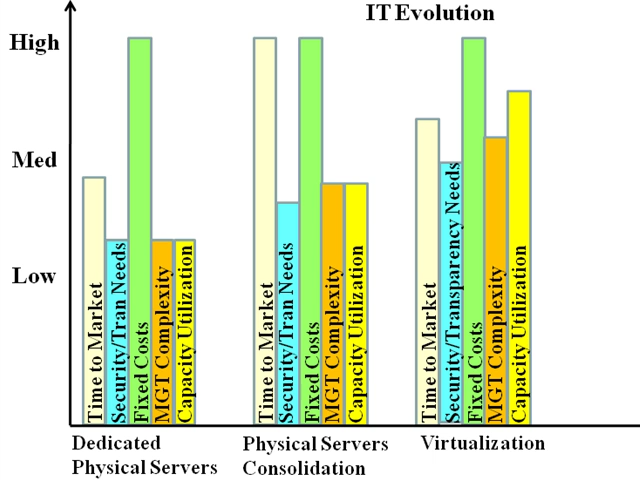 IT Evolution
High
Med
Low
Time to Market
Security/Tran Needs
Fixed Costs
MGT Complexity
Capacity Utilization
Time to Market
Security/Tran Needs
Fixed Costs
MGT Complexity
Capacity Utilization
Time to Market
Security/Transparency Needs
Fixed Costs
MGT Complexity
Capacity Utilization
Dedicated
Physical Servers
Physical Servers
Consolidation
Virtualization